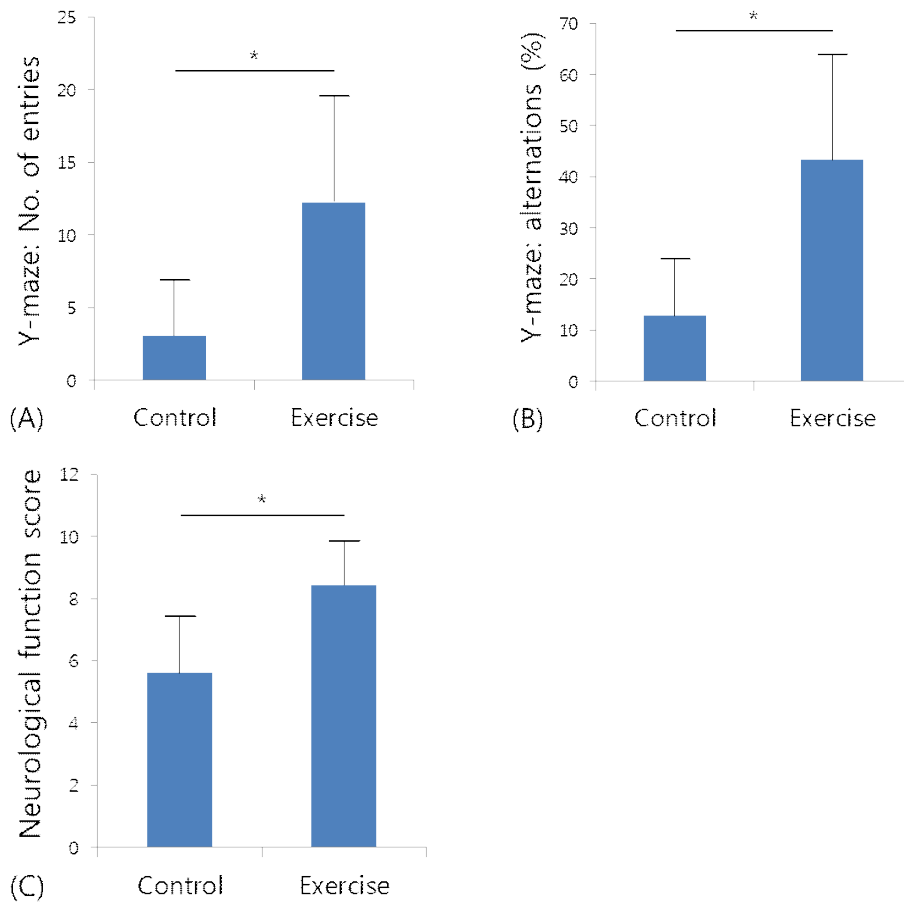 Y-maze: No. of entries
25
20
15
10
5
0
*
Control
Exercise
(A)
Y-maze: alternations (%)
70
60
50
40
30
20
10
0
*
Control
Exercise
(B)
Neurological function score
12
10
8
6
4
2
0
*
Control
Exercise
(C)